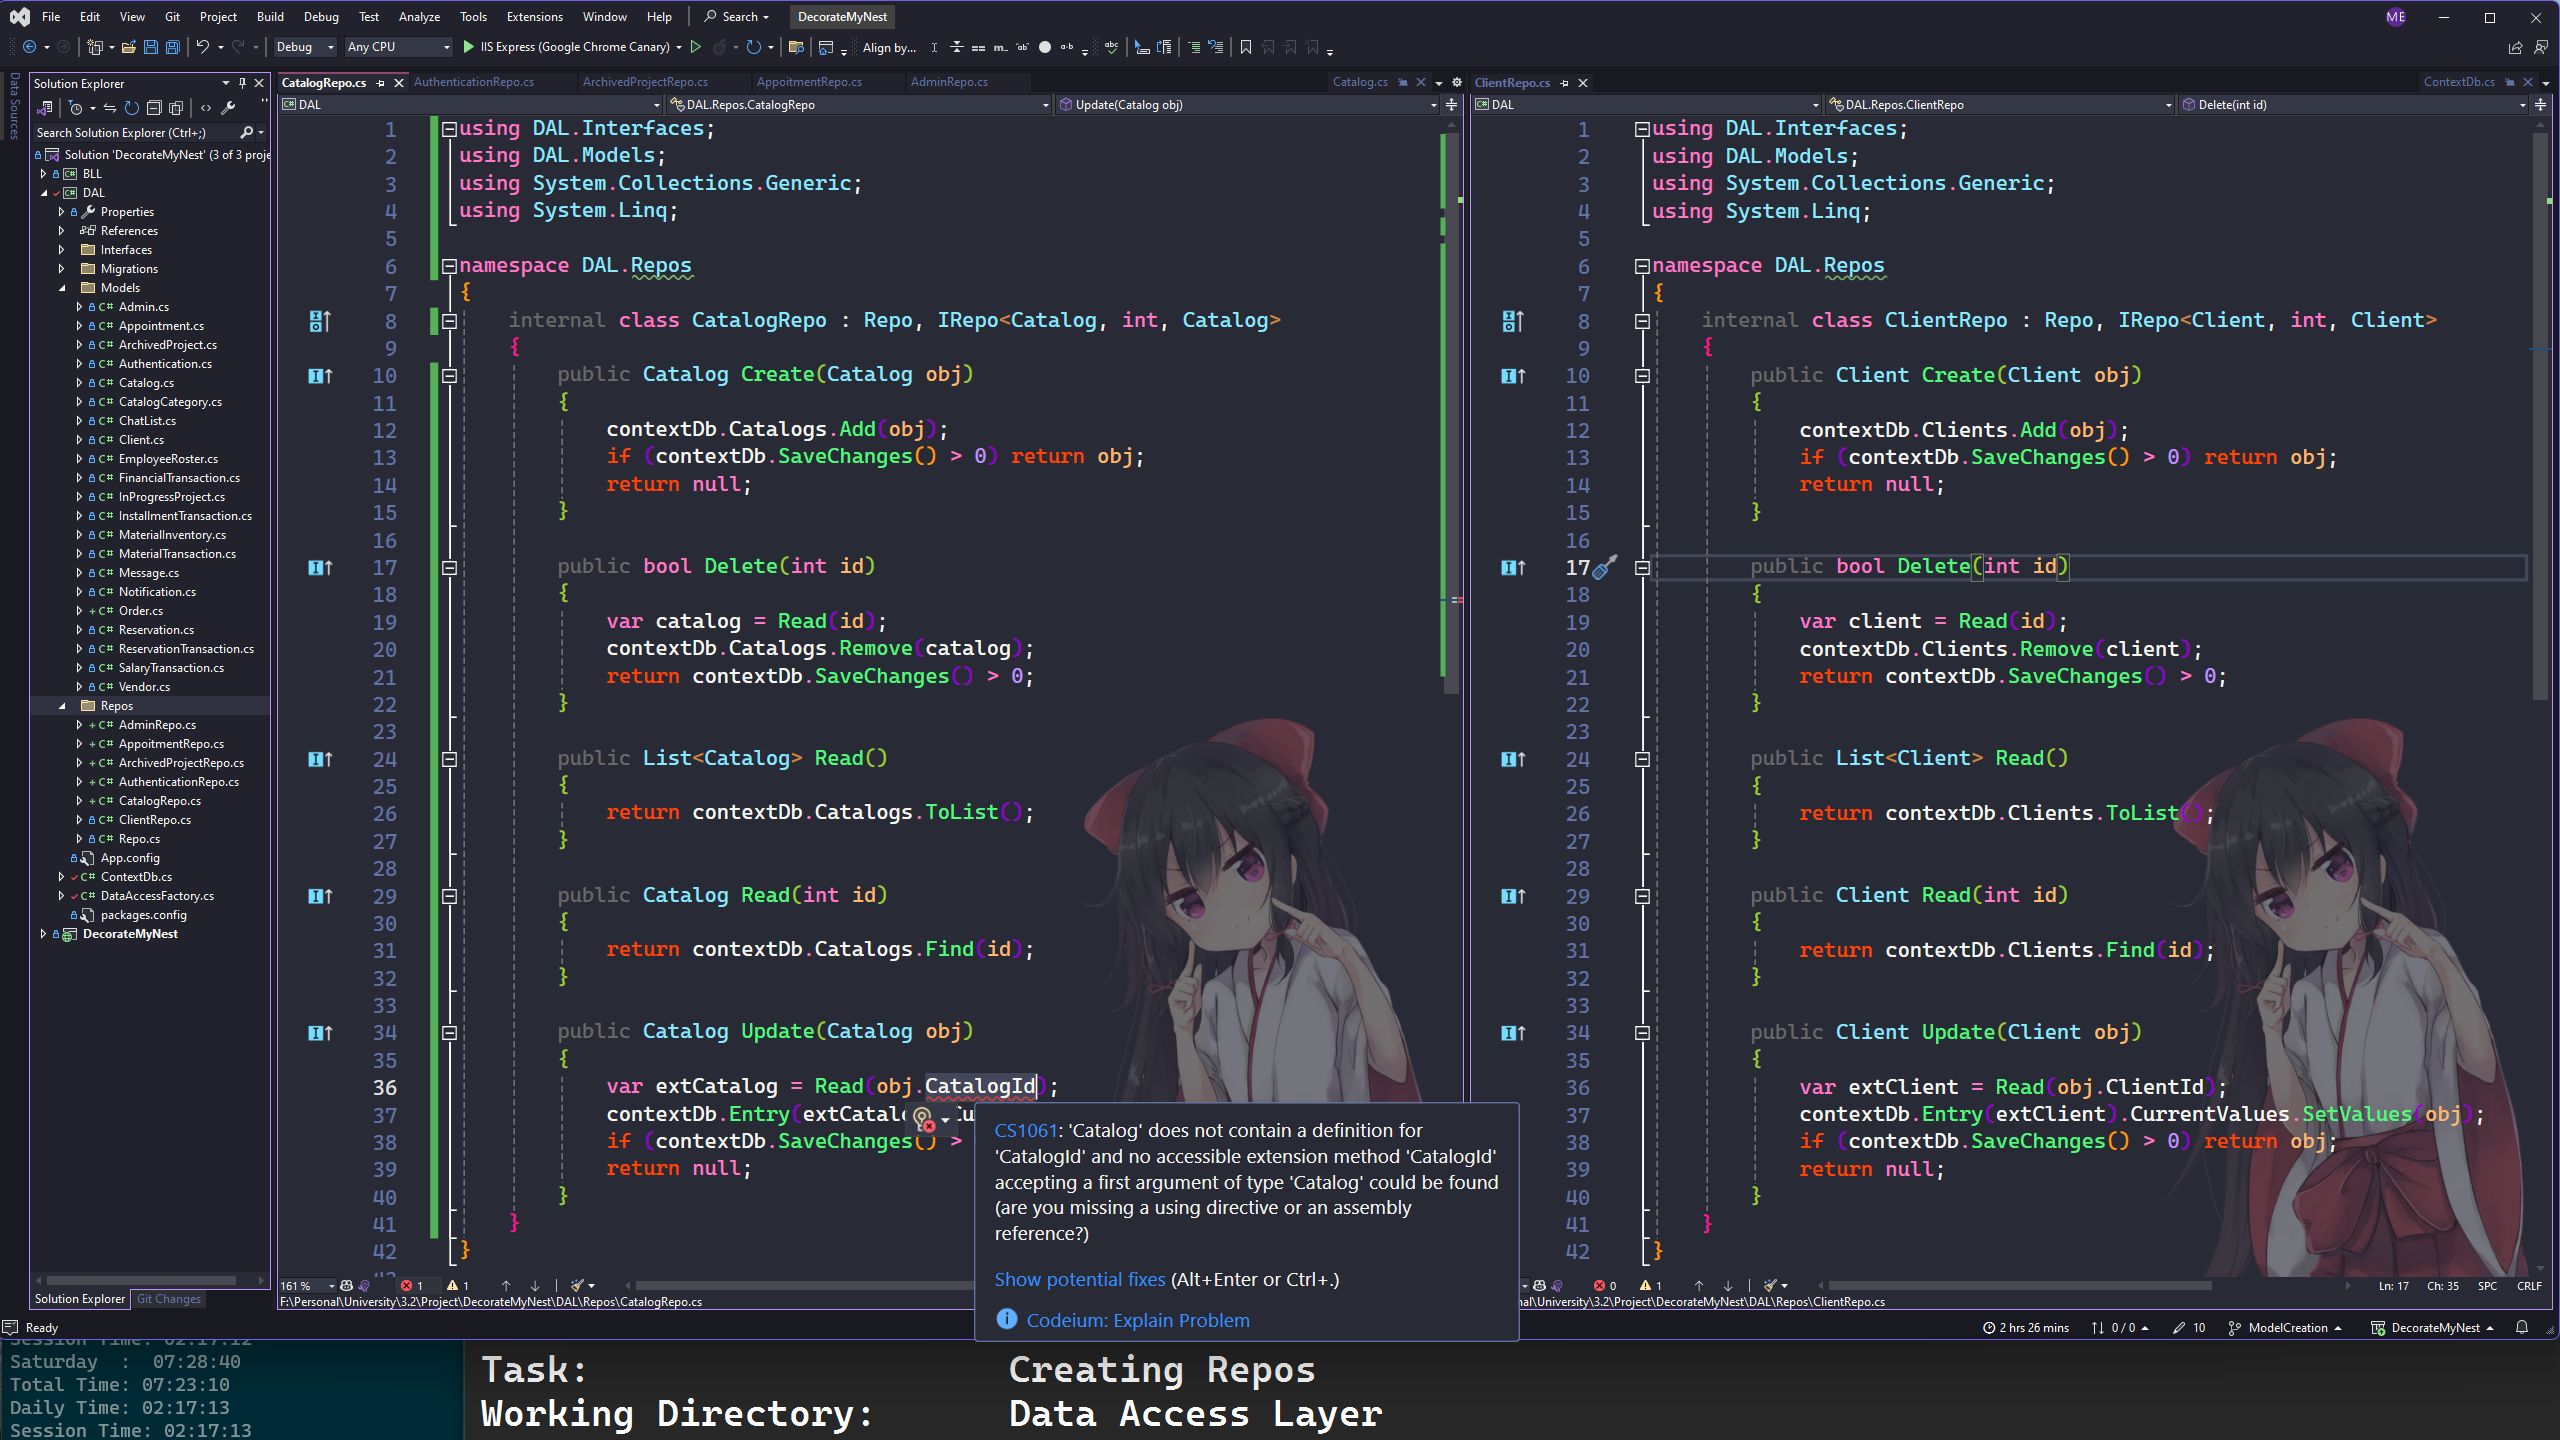 File Edit View Git Project Build Debug Test Analyze Tools Extensions Window Help Search DecorateMyNest ME
Debug Any CPU IIS Express (Google Chrome Canary) Align by...
Data Sources
Solution Explorer
Search Solution Explorer (Ctrl+;)
Solution 'DecorateMyNest' (3 of 3 proje
BLL
DAL
Properties
References
Interfaces
Migrations
Models
C# Admin.cs
C# Appointment.cs
C# ArchivedProject.cs
C# Authentication.cs
C# Catalog.cs
C# CatalogCategory.cs
C# ChatList.cs
C# Client.cs
C# EmployeeRoster.cs
C# FinancialTransaction.cs
C# InProgressProject.cs
C# InstallmentTransaction.cs
C# MaterialInventory.cs
C# MaterialTransaction.cs
C# Message.cs
C# Notification.cs
+ C# Order.cs
C# Reservation.cs
C# ReservationTransaction.cs
C# SalaryTransaction.cs
C# Vendor.cs
Repos
+ C# AdminRepo.cs
+ C# AppoitmentRepo.cs
+ C# ArchivedProjectRepo.cs
+ C# AuthenticationRepo.cs
+ C# CatalogRepo.cs
C# ClientRepo.cs
C# Repo.cs
App.config
C# ContextDb.cs
C# DataAccessFactory.cs
packages.config
DecorateMyNest
Solution Explorer Git Changes
CatalogRepo.cs AuthenticationRepo.cs ArchivedProjectRepo.cs AppoitmentRepo.cs AdminRepo.cs Catalog.cs
DAL DAL.Repos.CatalogRepo Update(Catalog obj)
1 using DAL.Interfaces;
2 using DAL.Models;
3 using System.Collections.Generic;
4 using System.Linq;
5
6 namespace DAL.Repos
7 {
8 internal class CatalogRepo : Repo, IRepo<Catalog, int, Catalog>
9 {
10 public Catalog Create(Catalog obj)
11 {
12 contextDb.Catalogs.Add(obj);
13 if (contextDb.SaveChanges() > 0) return obj;
14 return null;
15 }
16
17 public bool Delete(int id)
18 {
19 var catalog = Read(id);
20 contextDb.Catalogs.Remove(catalog);
21 return contextDb.SaveChanges() > 0;
22 }
23
24 public List<Catalog> Read()
25 {
26 return contextDb.Catalogs.ToList();
27 }
28
29 public Catalog Read(int id)
30 {
31 return contextDb.Catalogs.Find(id);
32 }
33
34 public Catalog Update(Catalog obj)
35 {
36 var extCatalog = Read(obj.CatalogId);
37 contextDb.Entry(extCatalo
38 if (contextDb.SaveChanges() >
39 return null;
40 }
41 }
42 }
CS1061: 'Catalog' does not contain a definition for
'CatalogId' and no accessible extension method 'CatalogId'
accepting a first argument of type 'Catalog' could be found
(are you missing a using directive or an assembly
reference?)
Show potential fixes (Alt+Enter or Ctrl+.)
Codeium: Explain Problem
161 % 1 1
F:\Personal\University\3.2\Project\DecorateMyNest\DAL\Repos\CatalogRepo.cs
ClientRepo.cs ContextDb.cs
DAL DAL.Repos.ClientRepo Delete(int id)
1 using DAL.Interfaces;
2 using DAL.Models;
3 using System.Collections.Generic;
4 using System.Linq;
5
6 namespace DAL.Repos
7 {
8 internal class ClientRepo : Repo, IRepo<Client, int, Client>
9 {
10 public Client Create(Client obj)
11 {
12 contextDb.Clients.Add(obj);
13 if (contextDb.SaveChanges() > 0) return obj;
14 return null;
15 }
16
17 public bool Delete(int id)
18 {
19 var client = Read(id);
20 contextDb.Clients.Remove(client);
21 return contextDb.SaveChanges() > 0;
22 }
23
24 public List<Client> Read()
25 {
26 return contextDb.Clients.ToList();
27 }
28
29 public Client Read(int id)
30 {
31 return contextDb.Clients.Find(id);
32 }
33
34 public Client Update(Client obj)
35 {
36 var extClient = Read(obj.ClientId);
37 contextDb.Entry(extClient).CurrentValues.SetValues(obj);
38 if (contextDb.SaveChanges() > 0) return obj;
39 return null;
40 }
41 }
42 }
0 1 Ln: 17 Ch: 35 SPC CRLF
nal\University\3.2\Project\DecorateMyNest\DAL\Repos\ClientRepo.cs
Ready 2 hrs 26 mins 0 / 0 10 ModelCreation DecorateMyNest
Session Time: 02:17:12
Saturday : 07:28:40
Total Time: 07:23:10
Daily Time: 02:17:13
Session Time: 02:17:13
Task: Creating Repos
Working Directory: Data Access Layer